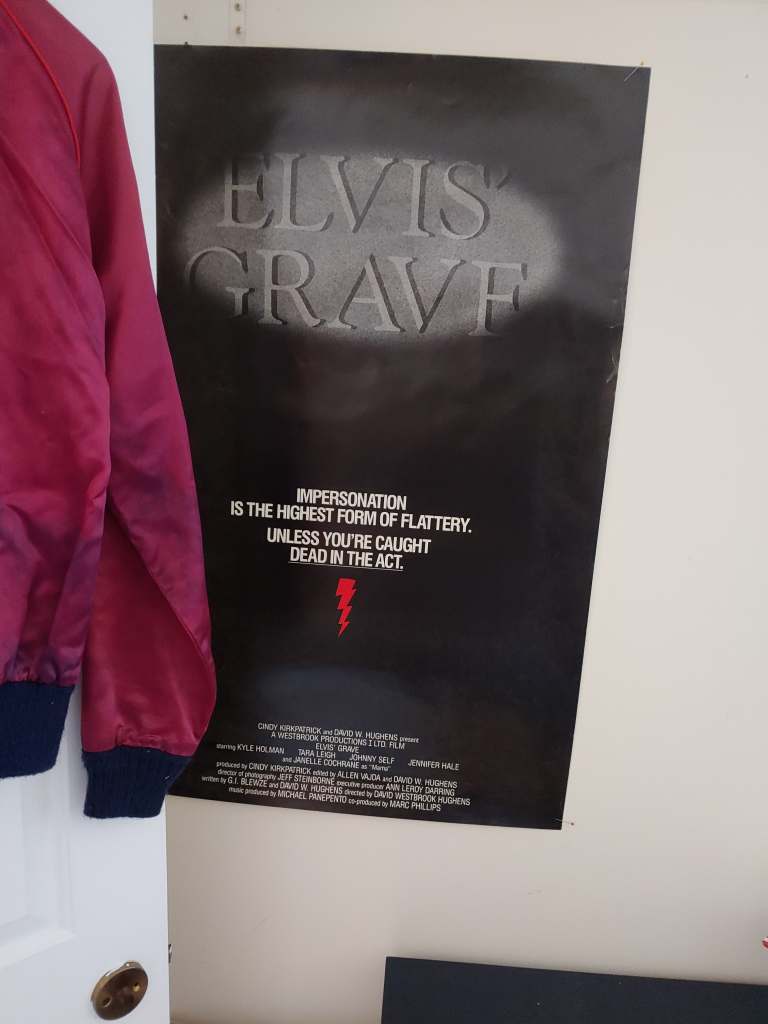 ELVIS'
GRAVE
IMPERSONATION
IS THE HIGHEST FORM OF FLATTERY.
UNLESS YOU'RE CAUGHT
DEAD IN THE ACT.
CINDY KIRKPATRICK and DAVID W. HUGHENS present
A WESTBROOK PRODUCTIONS I LTD. FILM
ELVIS' GRAVE
starring KYLE HOLMAN TARA LEIGH JOHNNY SELF JENNIFER HALE
and JANELLE COCHRANE as "Mama"
produced by CINDY KIRKPATRICK edited by ALLEN VAJDA and DAVID W. HUGHENS
director of photography JEFF STEINBORNE executive producer ANN LEROY DARRING
written by G.I. BLEWZE and DAVID W. HUGHENS directed by DAVID WESTBROOK HUGHENS
music produced by MICHAEL PANEPENTO co-produced by MARC PHILLIPS